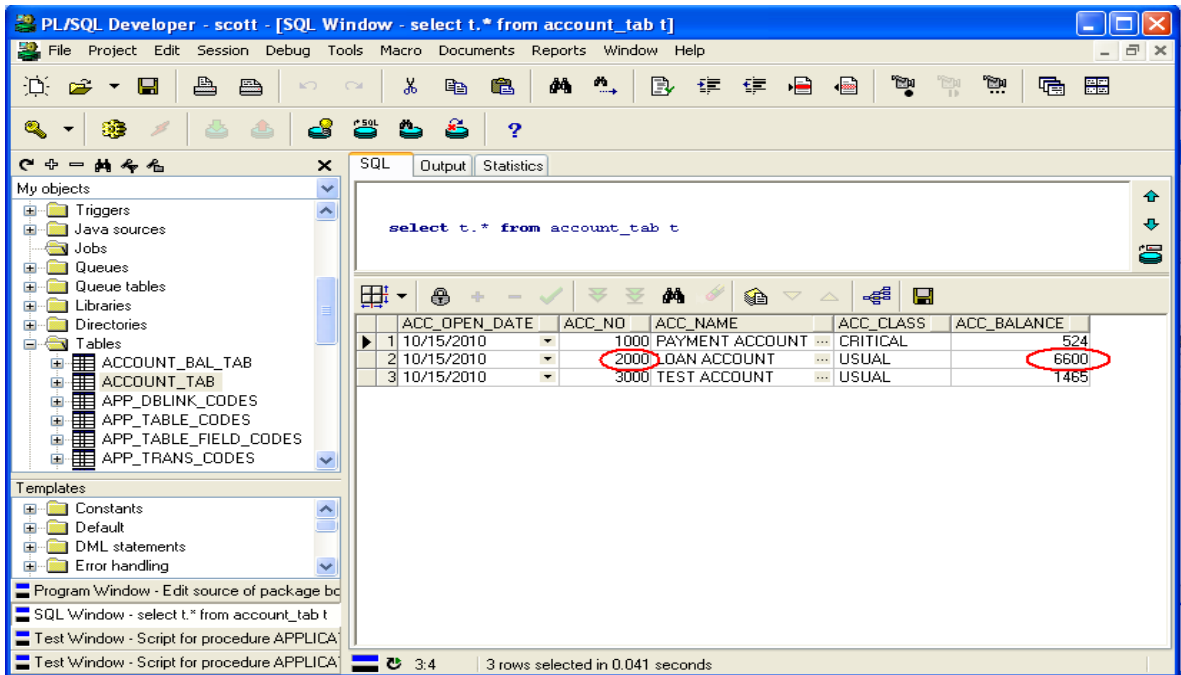 PL/SQL Developer - scott - [SQL Window - select t.* from account_tab t]
File Project Edit Session Debug Tools Macro Documents Reports Window Help
SQL Output Statistics
My objects
Triggers
Java sources
Jobs
Queues
Queue tables
Libraries
Directories
Tables
ACCOUNT_BAL_TAB
ACCOUNT_TAB
APP_DBLINK_CODES
APP_TABLE_CODES
APP_TABLE_FIELD_CODES
APP_TRANS_CODES
Templates
Constants
Default
DML statements
Error handling
Program Window - Edit source of package bo
SQL Window - select t.* from account_tab t
Test Window - Script for procedure APPLICA
Test Window - Script for procedure APPLICA
select t.* from account_tab t
ACC_OPEN_DATE ACC_NO ACC_NAME ACC_CLASS ACC_BALANCE
1 10/15/2010 1000 PAYMENT ACCOUNT ... CRITICAL 524
2 10/15/2010 2000 LOAN ACCOUNT ... USUAL 6600
3 10/15/2010 3000 TEST ACCOUNT ... USUAL 1465
3:4 3 rows selected in 0.041 seconds